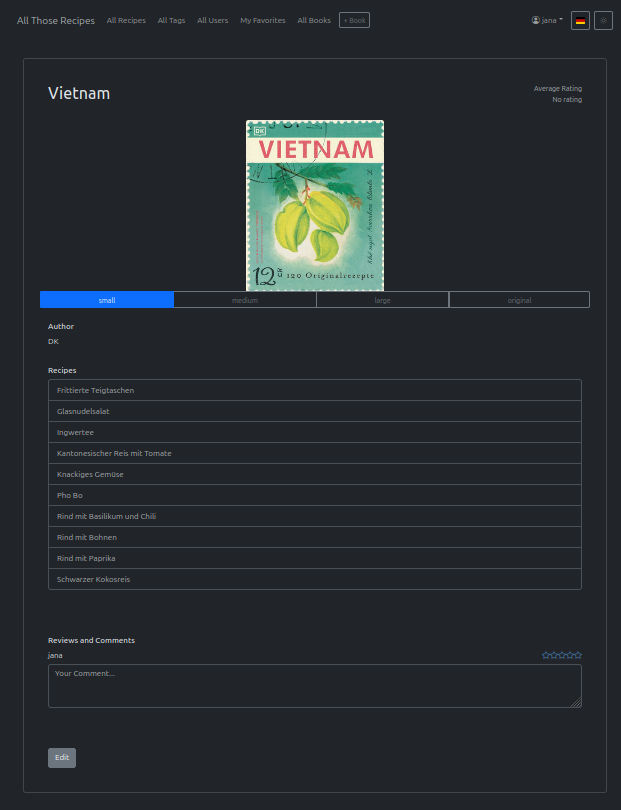 All Those Recipes All Recipes All Tags All Users My Favorites All Books + Book jana
Vietnam
Average Rating
No rating
DK
VIETNAM
12 120 Originalrezepte
small medium large original
Author
DK
Recipes
Frittierte Teigtaschen
Glasnudelsalat
Ingwertee
Kantonesischer Reis mit Tomate
Knackiges Gemüse
Pho Bo
Rind mit Basilikum und Chili
Rind mit Bohnen
Rind mit Paprika
Schwarzer Kokosreis
Reviews and Comments
jana
Your Comment...
Edit